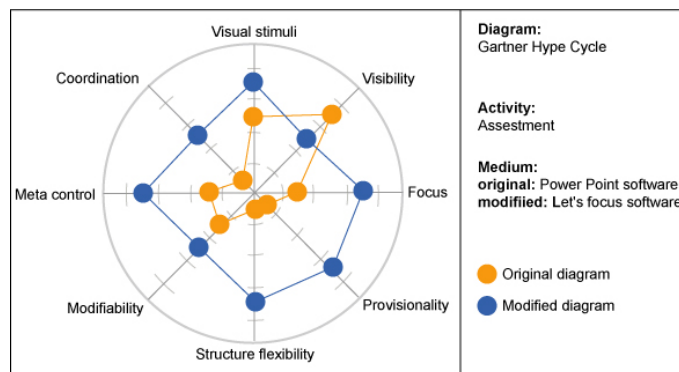 Visual stimuli
Coordination
Visibility
Meta control
Focus
Modifiability
Provisionality
Structure flexibility
Diagram:
Gartner Hype Cycle
Activity:
Assestment
Medium:
original: Power Point software
modifiied: Let's focus software
Original diagram
Modified diagram